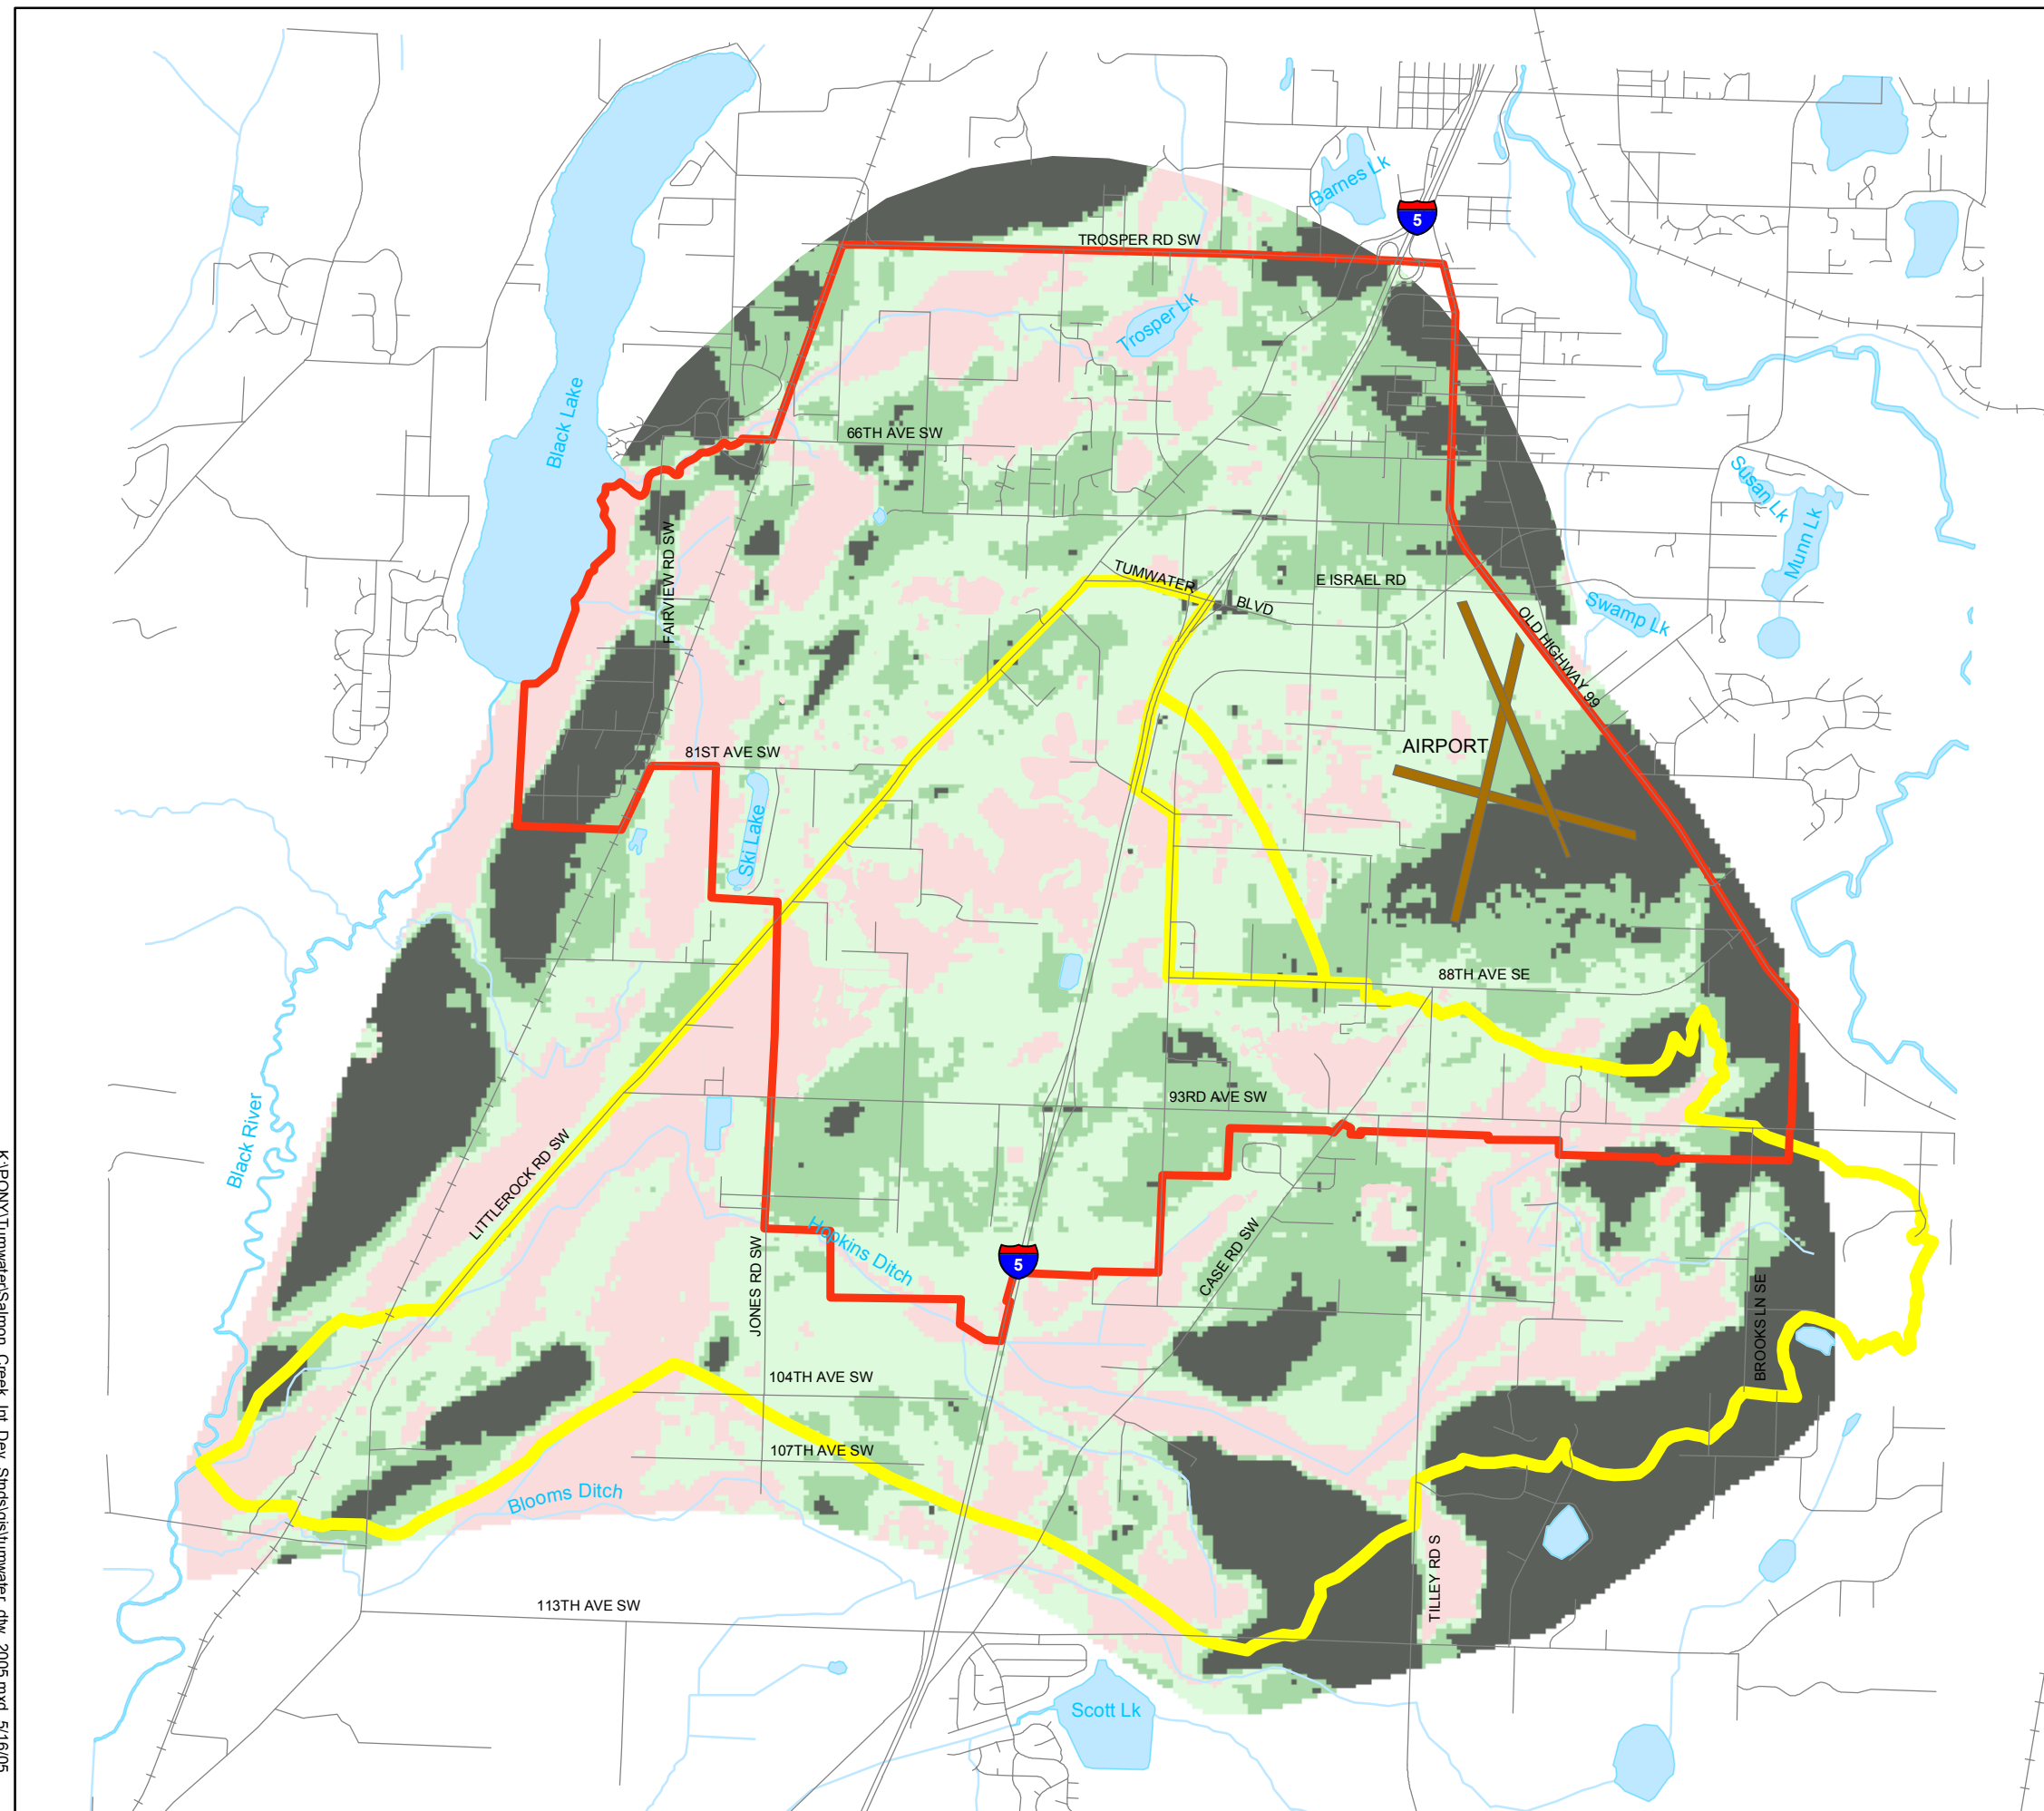 Barnes Lk
5
TROSPER RD SW
Trosper Lk
Black Lake
66TH AVE SW
Susan Lk
Munn Lk
FAIRVIEW RD SW
TUMWATER
BLVD
E ISRAEL RD
Swamp Lk
OLD HIGHWAY 99
AIRPORT
81ST AVE SW
Ski Lake
88TH AVE SE
93RD AVE SW
Black River
LITTLEROCK RD SW
Hopkins Ditch
5
JONES RD SW
CASE RD SW
BROOKS LN SE
104TH AVE SW
107TH AVE SW
Blooms Ditch
TILLEY RD S
113TH AVE SW
Scott Lk